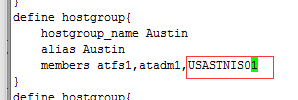 }
define hostgroup{
hostgroup_name Austin
alias Austin
members atfs1,atadm1,USASTNIS01
}
define hostgroup{